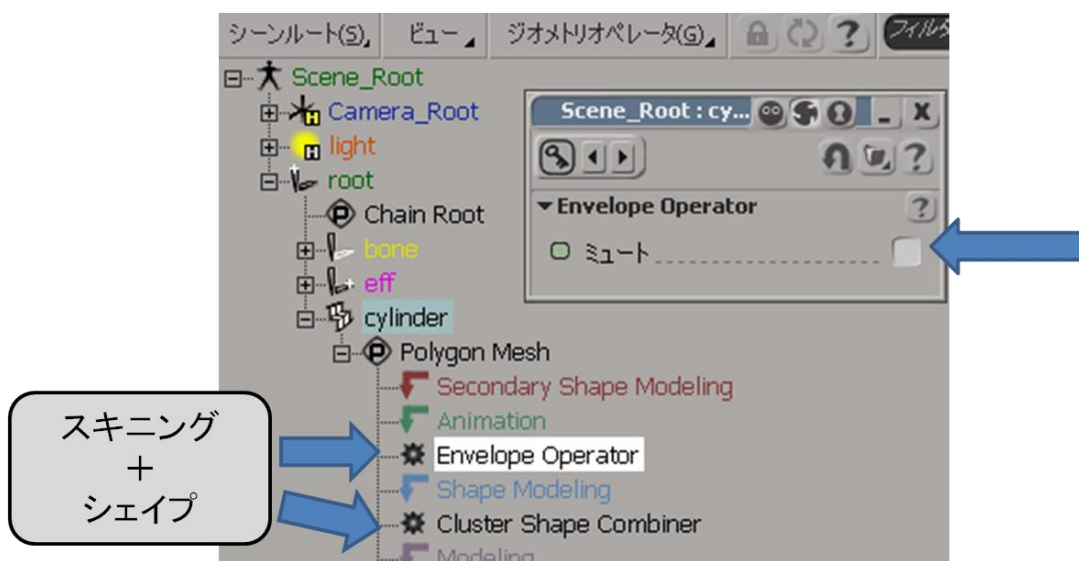 シーンルート(S)
ビュー
ジオメトリオペレータ(G)
?
フィルタ
Scene_Root
Camera_Root
H
light
H
root
P Chain Root
bone
eff
cylinder
P Polygon Mesh
Secondary Shape Modeling
Animation
Envelope Operator
Shape Modeling
Cluster Shape Combiner
Modeling
Scene_Root : cy...
_ X
?
Envelope Operator
?
ミュート
スキニング
+
シェイプ